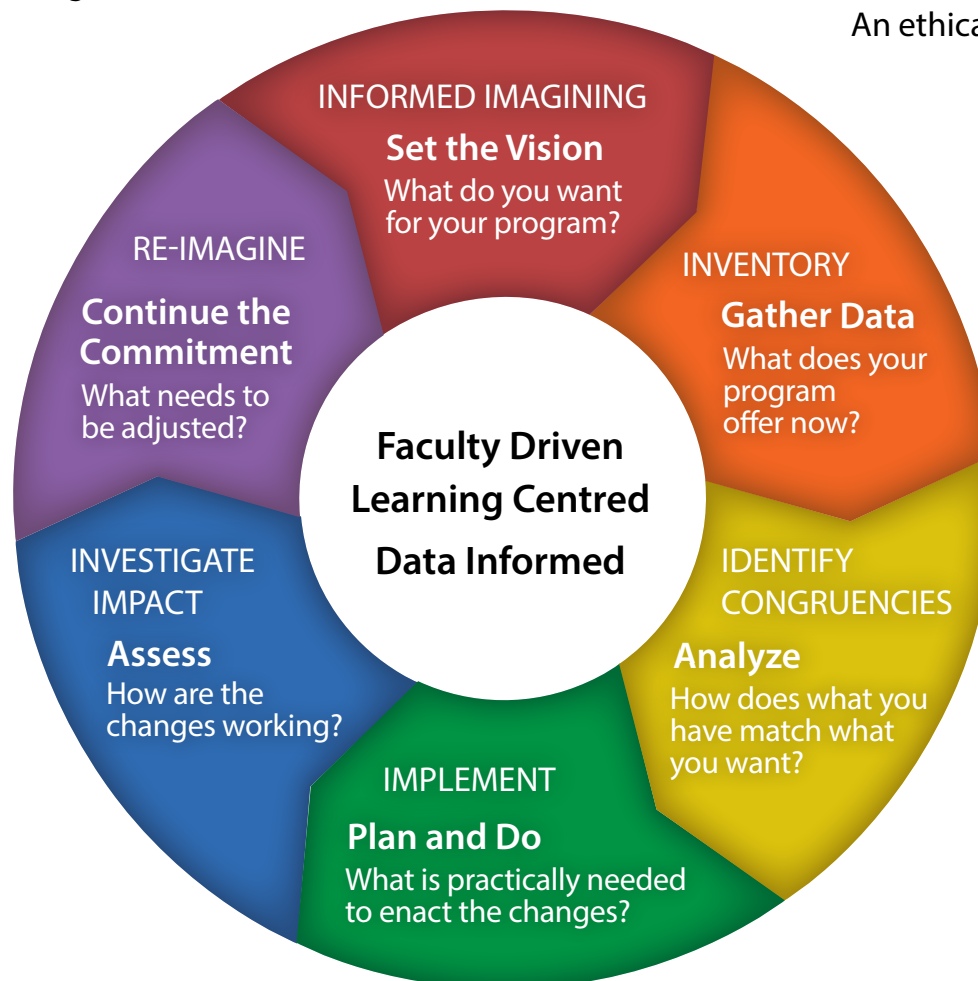 An ethica
INFORMED IMAGINING
Set the Vision
What do you want
for your program?
INVENTORY
Gather Data
What does your
program
offer now?
IDENTIFY
CONGRUENCIES
Analyze
How does what you
have match what
you want?
IMPLEMENT
Plan and Do
What is practically needed
to enact the changes?
INVESTIGATE
IMPACT
Assess
How are the
changes working?
RE-IMAGINE
Continue the
Commitment
What needs to
be adjusted?
Faculty Driven
Learning Centred
Data Informed